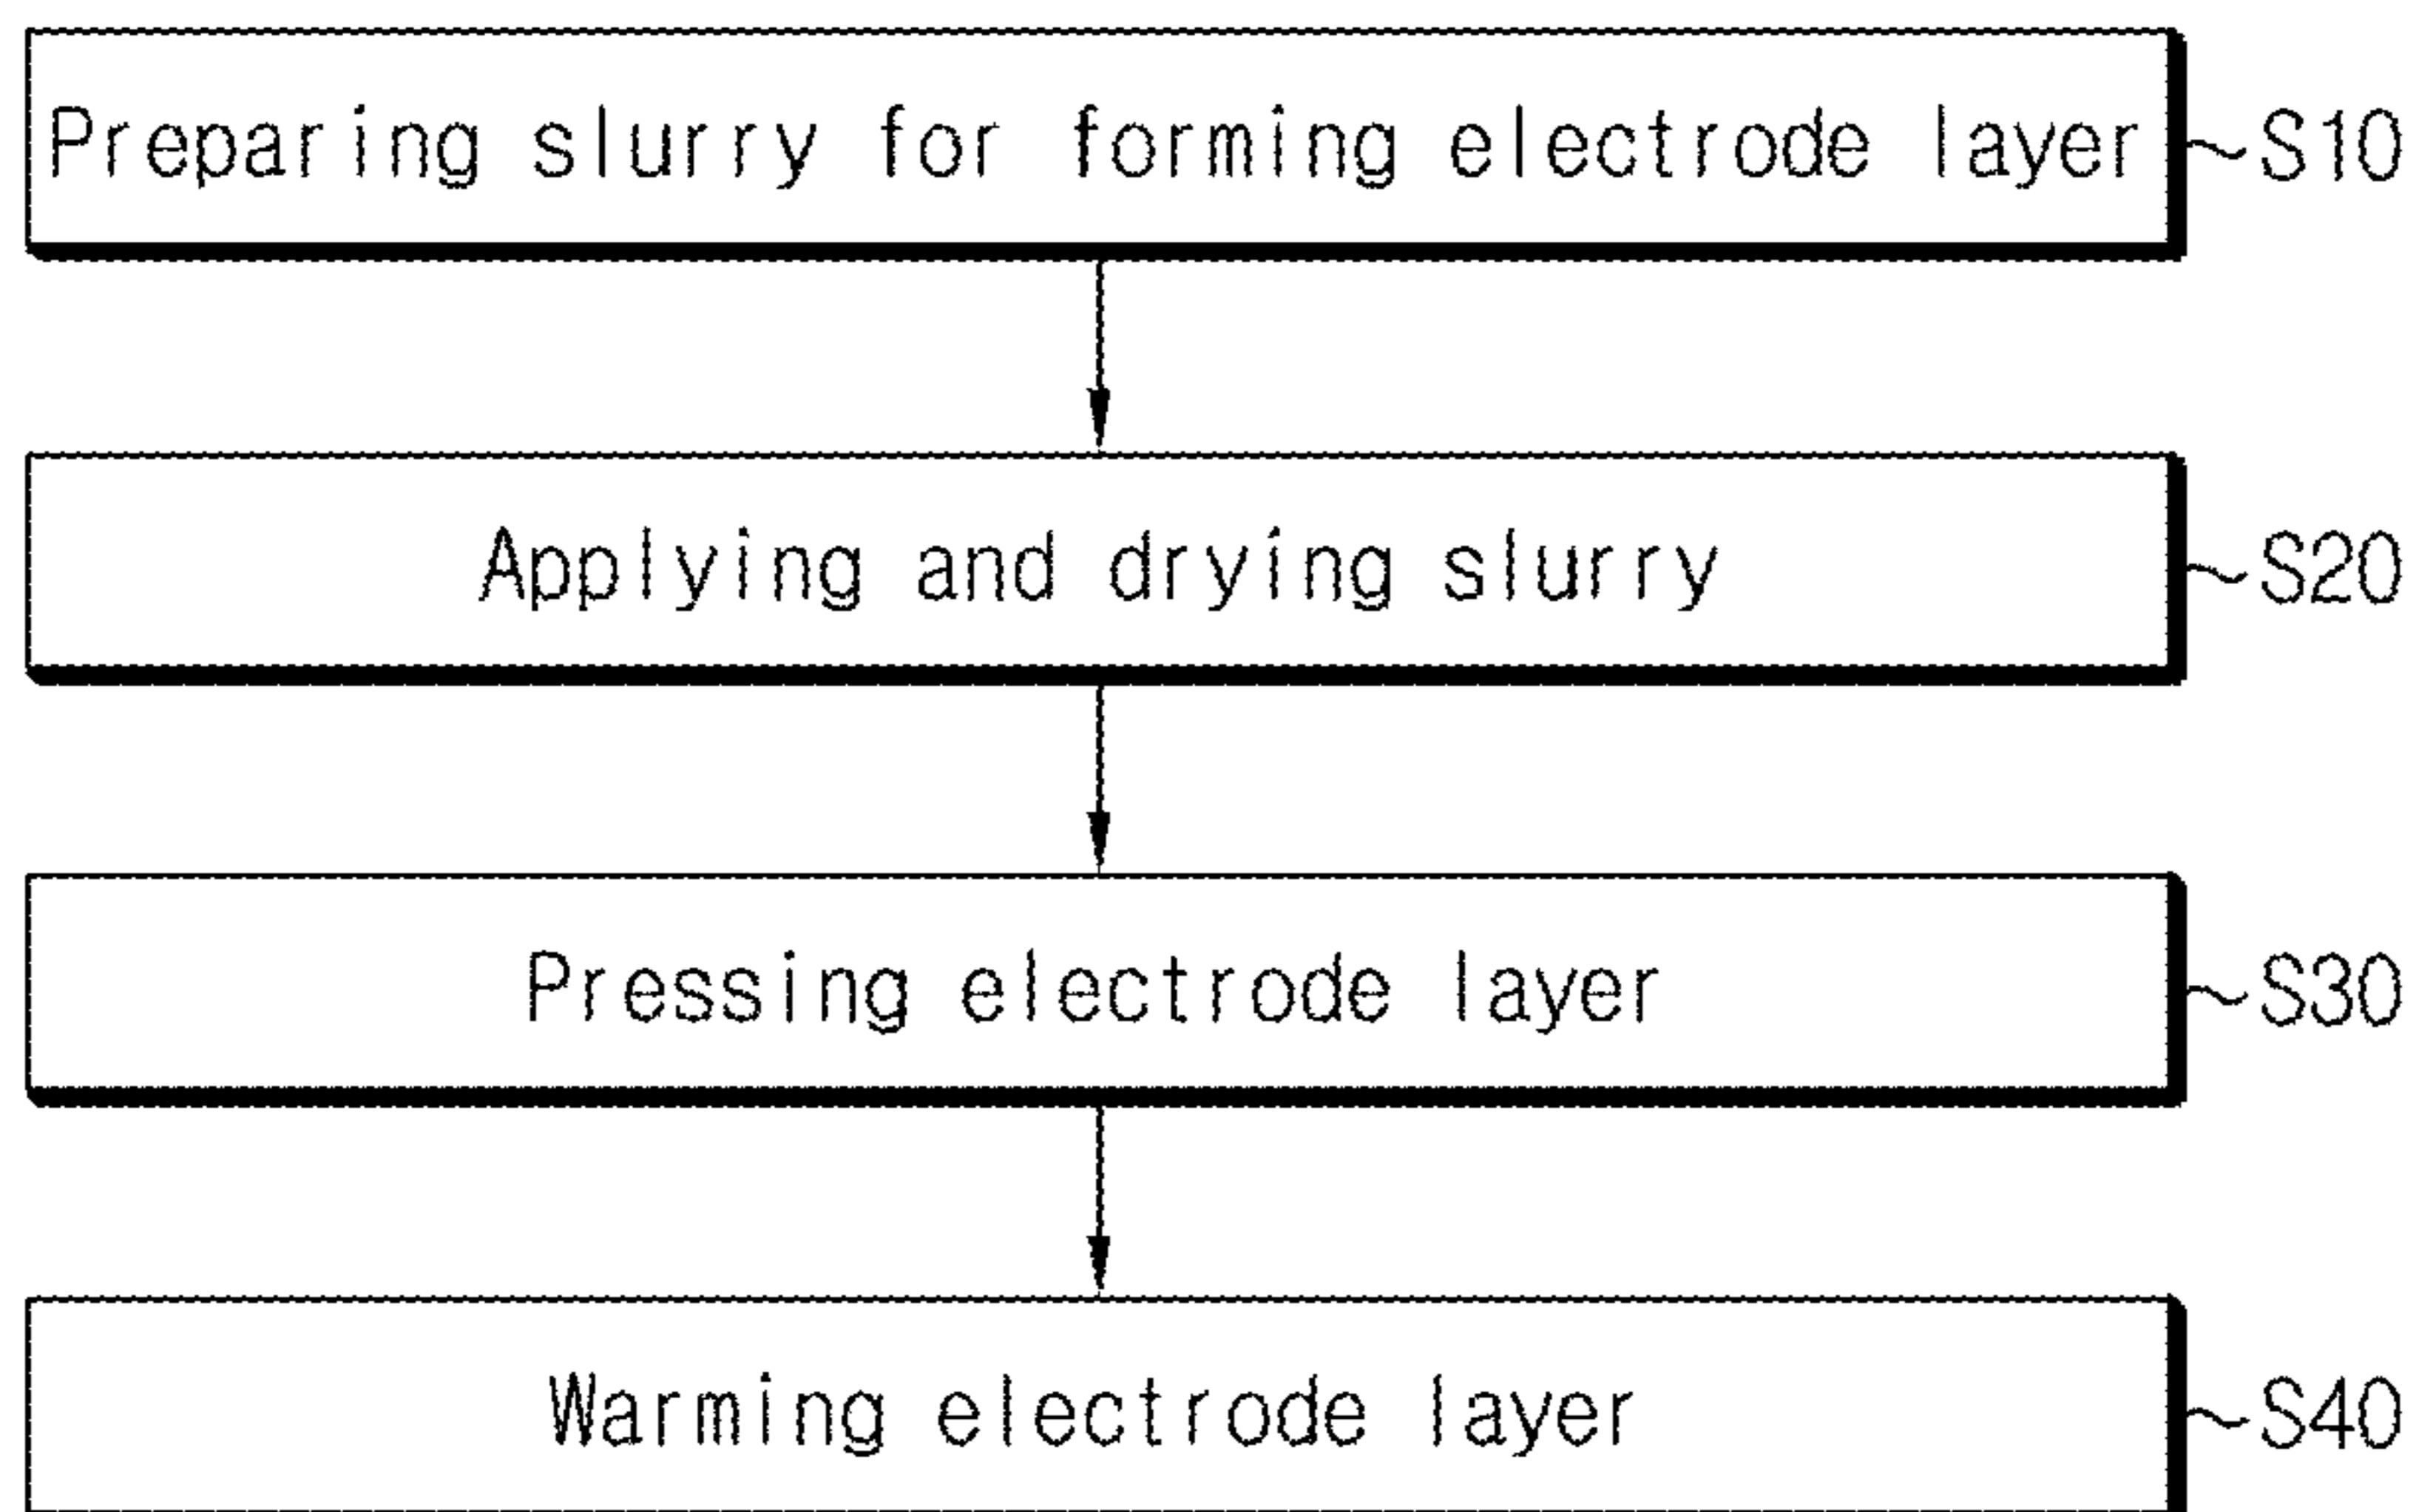 Preparing slurry for forming electrode layer S10
Applying and drying slurry S20
Pressing electrode layer S30
Warming electrode layer S40